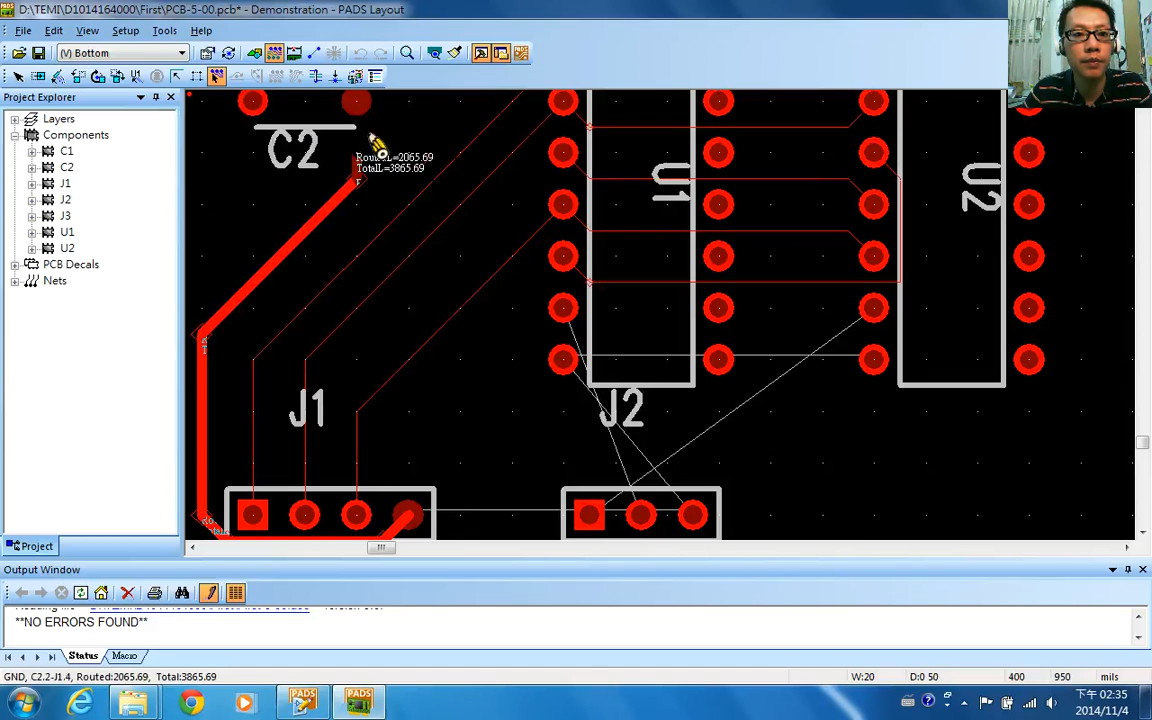 D:\TEMI\D1014164000\First\PCB-5-00.pcb* - Demonstration - PADS Layout
File Edit View Setup Tools Help
(V) Bottom
Project Explorer
Layers
Components
C1
C2
J1
J2
J3
U1
U2
PCB Decals
Nets
C2
RouteL=2065.69
TotalL=3865.69
U1
U2
J1
J2
Project
Output Window
**NO ERRORS FOUND**
Status Macro
GND, C2.2-J1.4, Routed:2065.69, Total:3865.69 W:20 D:0 50 400 950 mils
下午 02:35
2014/11/4